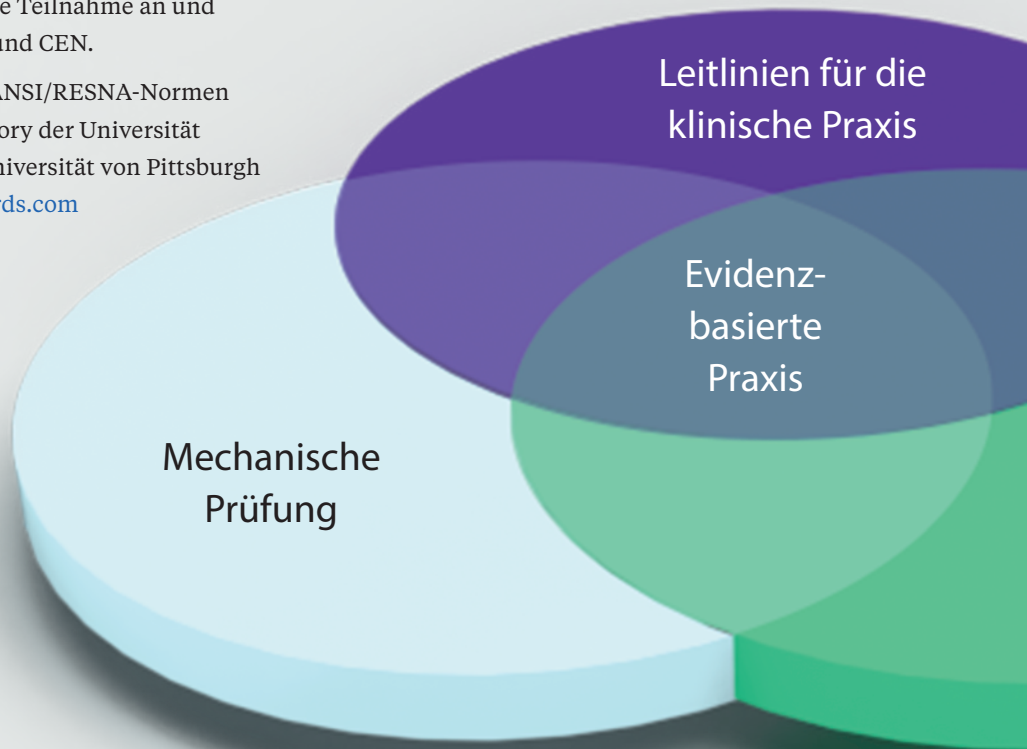 e Teilnahme an und
und CEN.
ANSI/RESNA-Normen
ory der Universität
niversität von Pittsburgh
rds.com
Leitlinien für die
klinische Praxis
Evidenz-
basierte
Praxis
Mechanische
Prüfung